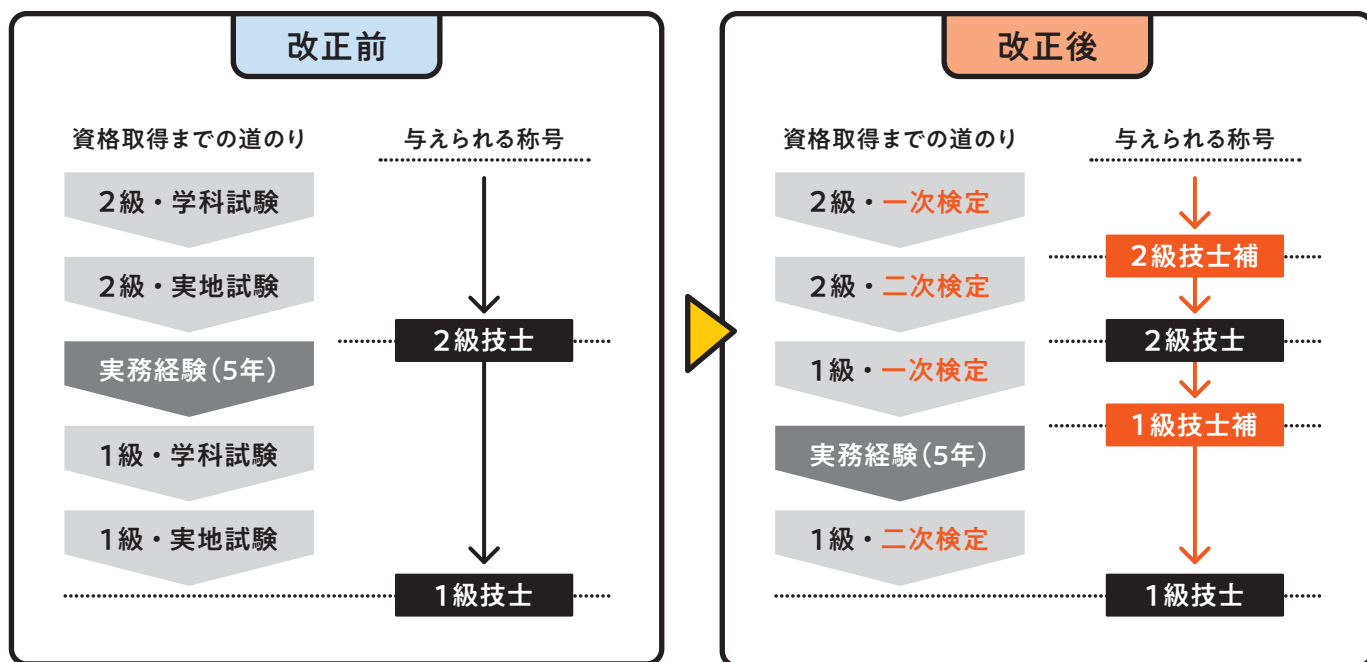 改正前
資格取得までの道のり
与えられる称号
2級・学科試験
2級・実地試験
2級技士
実務経験(5年)
1級・学科試験
1級・実地試験
1級技士
改正後
資格取得までの道のり
与えられる称号
2級・一次検定
2級技士補
2級・二次検定
2級技士
1級・一次検定
1級技士補
実務経験(5年)
1級・二次検定
1級技士